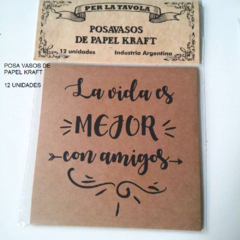 PER LA TAVOLA
POSAVASOS
DE PAPEL KRAFT
12 unidades Industria Argentina
POSA VASOS DE
PAPEL KRAFT
12 UNIDADES
La vida es
MEJOR
con amigos